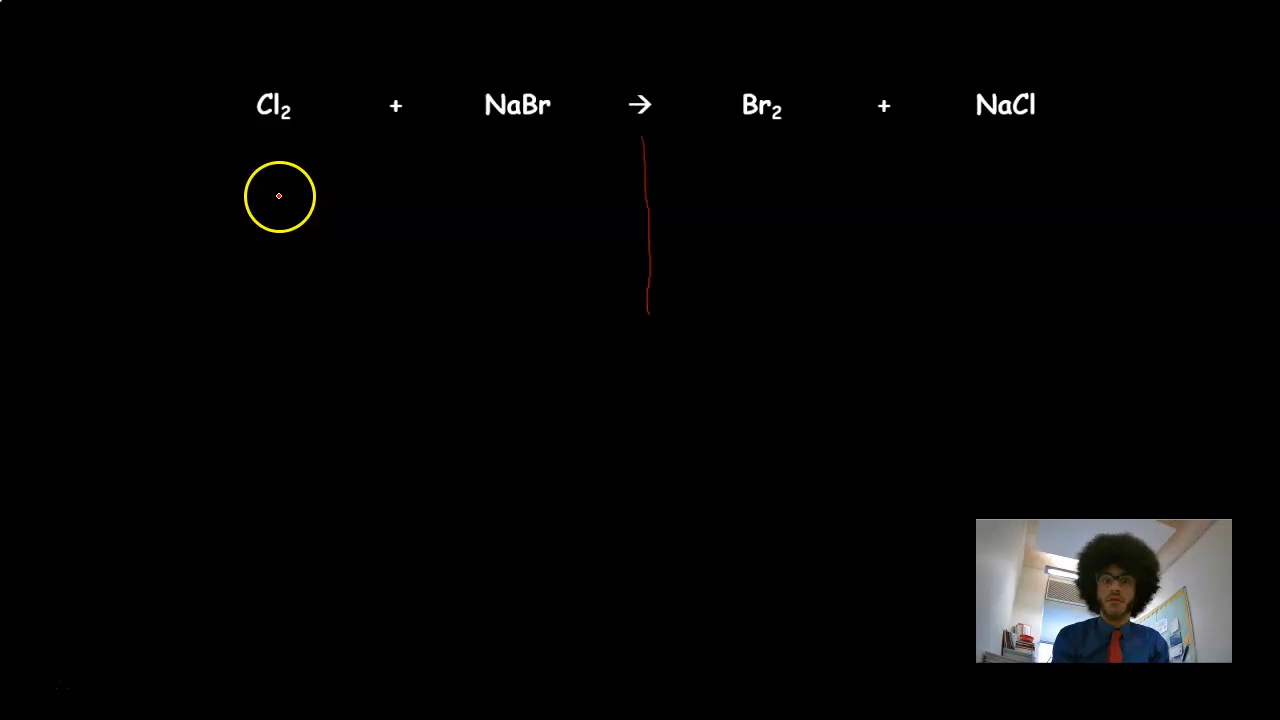 Cl₂ + NaBr → Br₂ + NaCl